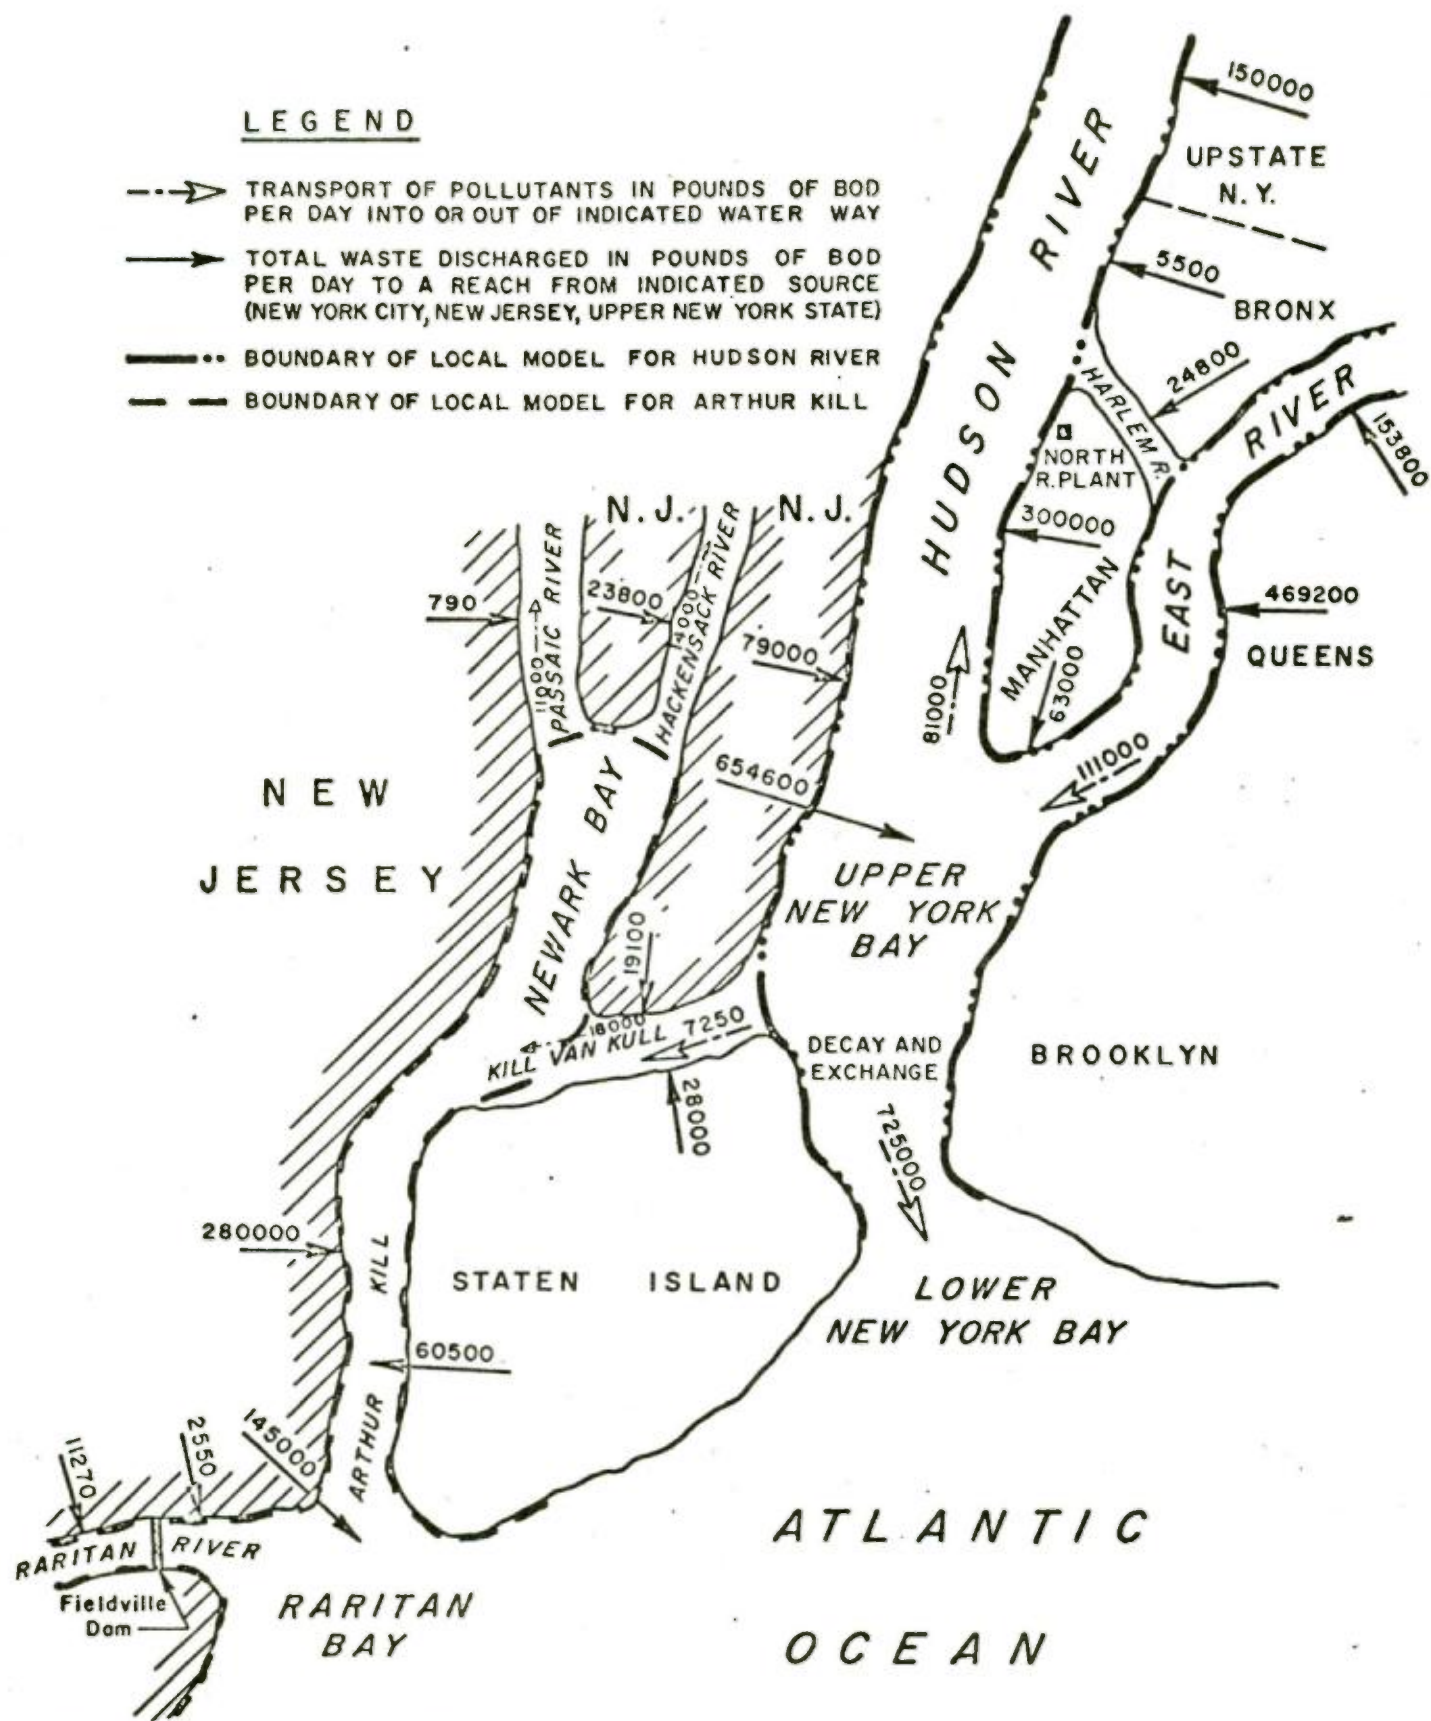 LEGEND
TRANSPORT OF POLLUTANTS IN POUNDS OF BOD
PER DAY INTO OR OUT OF INDICATED WATER WAY
TOTAL WASTE DISCHARGED IN POUNDS OF BOD
PER DAY TO A REACH FROM INDICATED SOURCE
(NEW YORK CITY, NEW JERSEY, UPPER NEW YORK STATE)
BOUNDARY OF LOCAL MODEL FOR HUDSON RIVER
BOUNDARY OF LOCAL MODEL FOR ARTHUR KILL
150000
UPSTATE
N.Y.
5500
BRONX
HUDSON RIVER
24800
HARLEM R.
EAST RIVER
153800
NORTH
R. PLANT
300000
MANHATTAN
63000
469200
QUEENS
N.J.
N.J.
790
11000
PASSAIC RIVER
23800
14000
HACKENSACK RIVER
79000
81000
111000
654600
NEW
JERSEY
NEWARK BAY
UPPER
NEW YORK
BAY
19100
18000
7250
KILL VAN KULL
28000
DECAY AND
EXCHANGE
BROOKLYN
725000
280000
ARTHUR KILL
STATEN ISLAND
60500
LOWER
NEW YORK BAY
11270
2550
145000
RARITAN RIVER
Fieldville
Dam
RARITAN
BAY
ATLANTIC
OCEAN